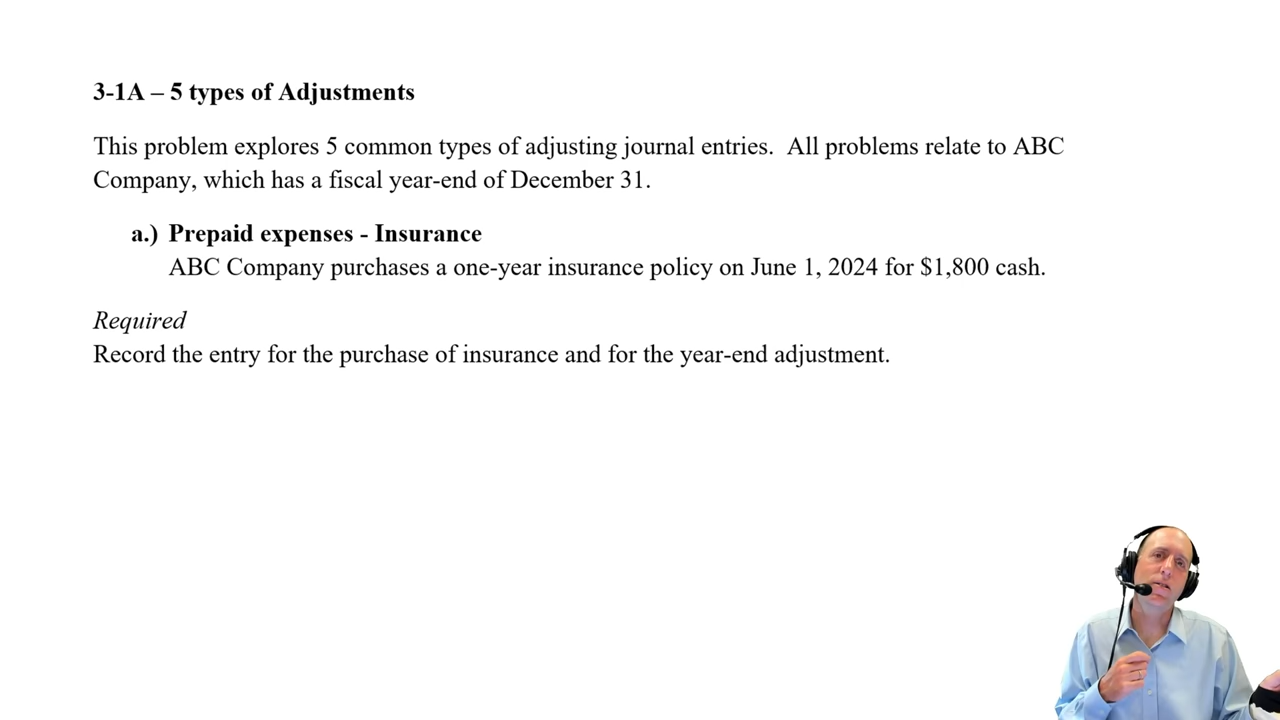 3-1A – 5 types of Adjustments
This problem explores 5 common types of adjusting journal entries.  All problems relate to ABC
Company, which has a fiscal year-end of December 31.
a.) Prepaid expenses - Insurance
ABC Company purchases a one-year insurance policy on June 1, 2024 for $1,800 cash.
Required
Record the entry for the purchase of insurance and for the year-end adjustment.